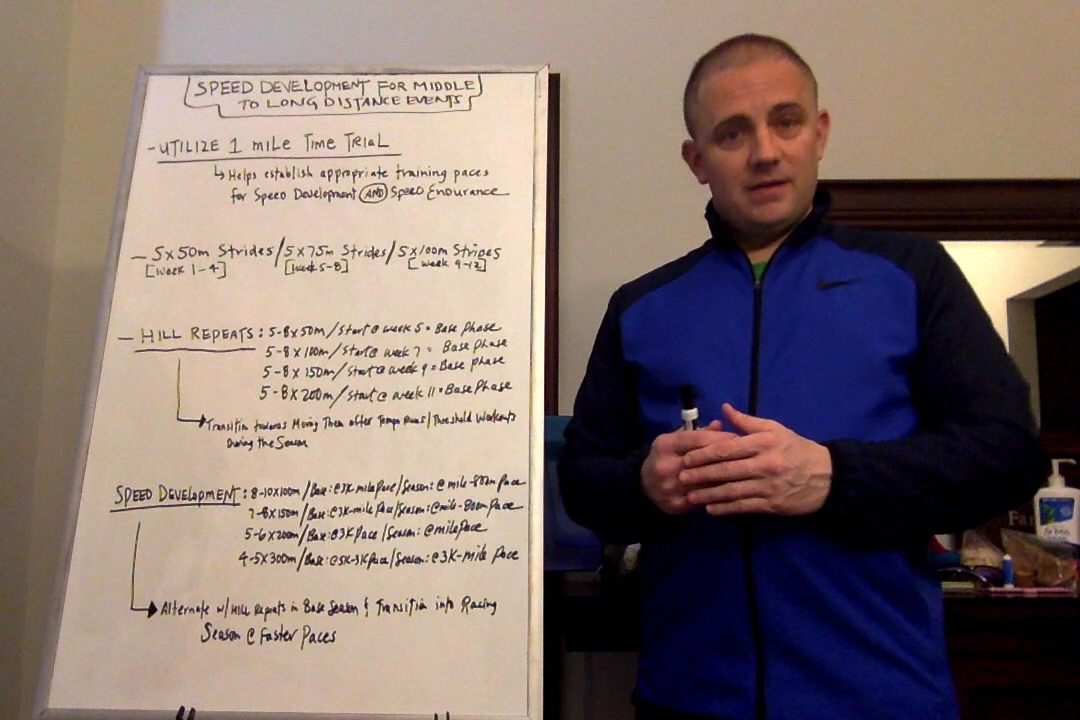 SPEED DEVELOPMENT FOR MIDDLE
TO LONG DISTANCE EVENTS
- UTILIZE 1 mile Time Trial
↳ Helps establish appropriate training paces
for Speed Development AND Speed Endurance
- 5x50m Strides/5x75m Strides/5x100m Stripes
[week 1-4] [week 5-8] [week 9-12]
- HILL REPEATS: 5-8x50m/Start@ week 5 = Base Phase
5-8x100m/Start@ week 7 = Base Phase
5-8x150m/Start@ week 9 = Base Phase
5-8x200m/Start@ week 11 = Base Phase
Transition towards Moving Them after Tempo Runs/Threshold Workouts
During the Season
SPEED DEVELOPMENT: 8-10x100m/Base:@3K-mile Pace/Season:@mile-800m Pace
7-8x150m/Base:@3K-mile Pace/Season:@mile-800m Pace
5-6x200m/Base:@3K Pace/Season:@mile Pace
4-5x300m/Base:@5K-3K Pace/Season:@3K-mile Pace
Alternate w/Hill Repeats in Base Season & Transition into Racing
Season @ Faster Paces